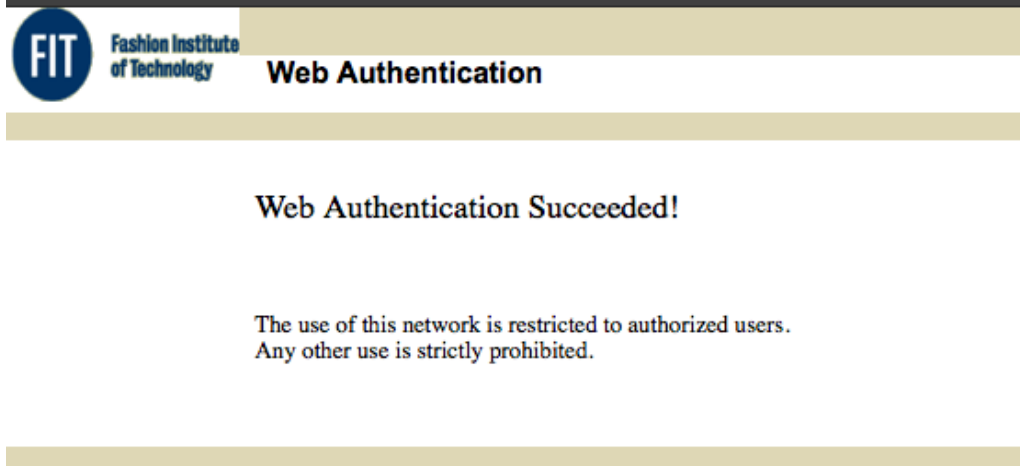 FIT
Fashion Institute
of Technology
Web Authentication
Web Authentication Succeeded!
The use of this network is restricted to authorized users.
Any other use is strictly prohibited.